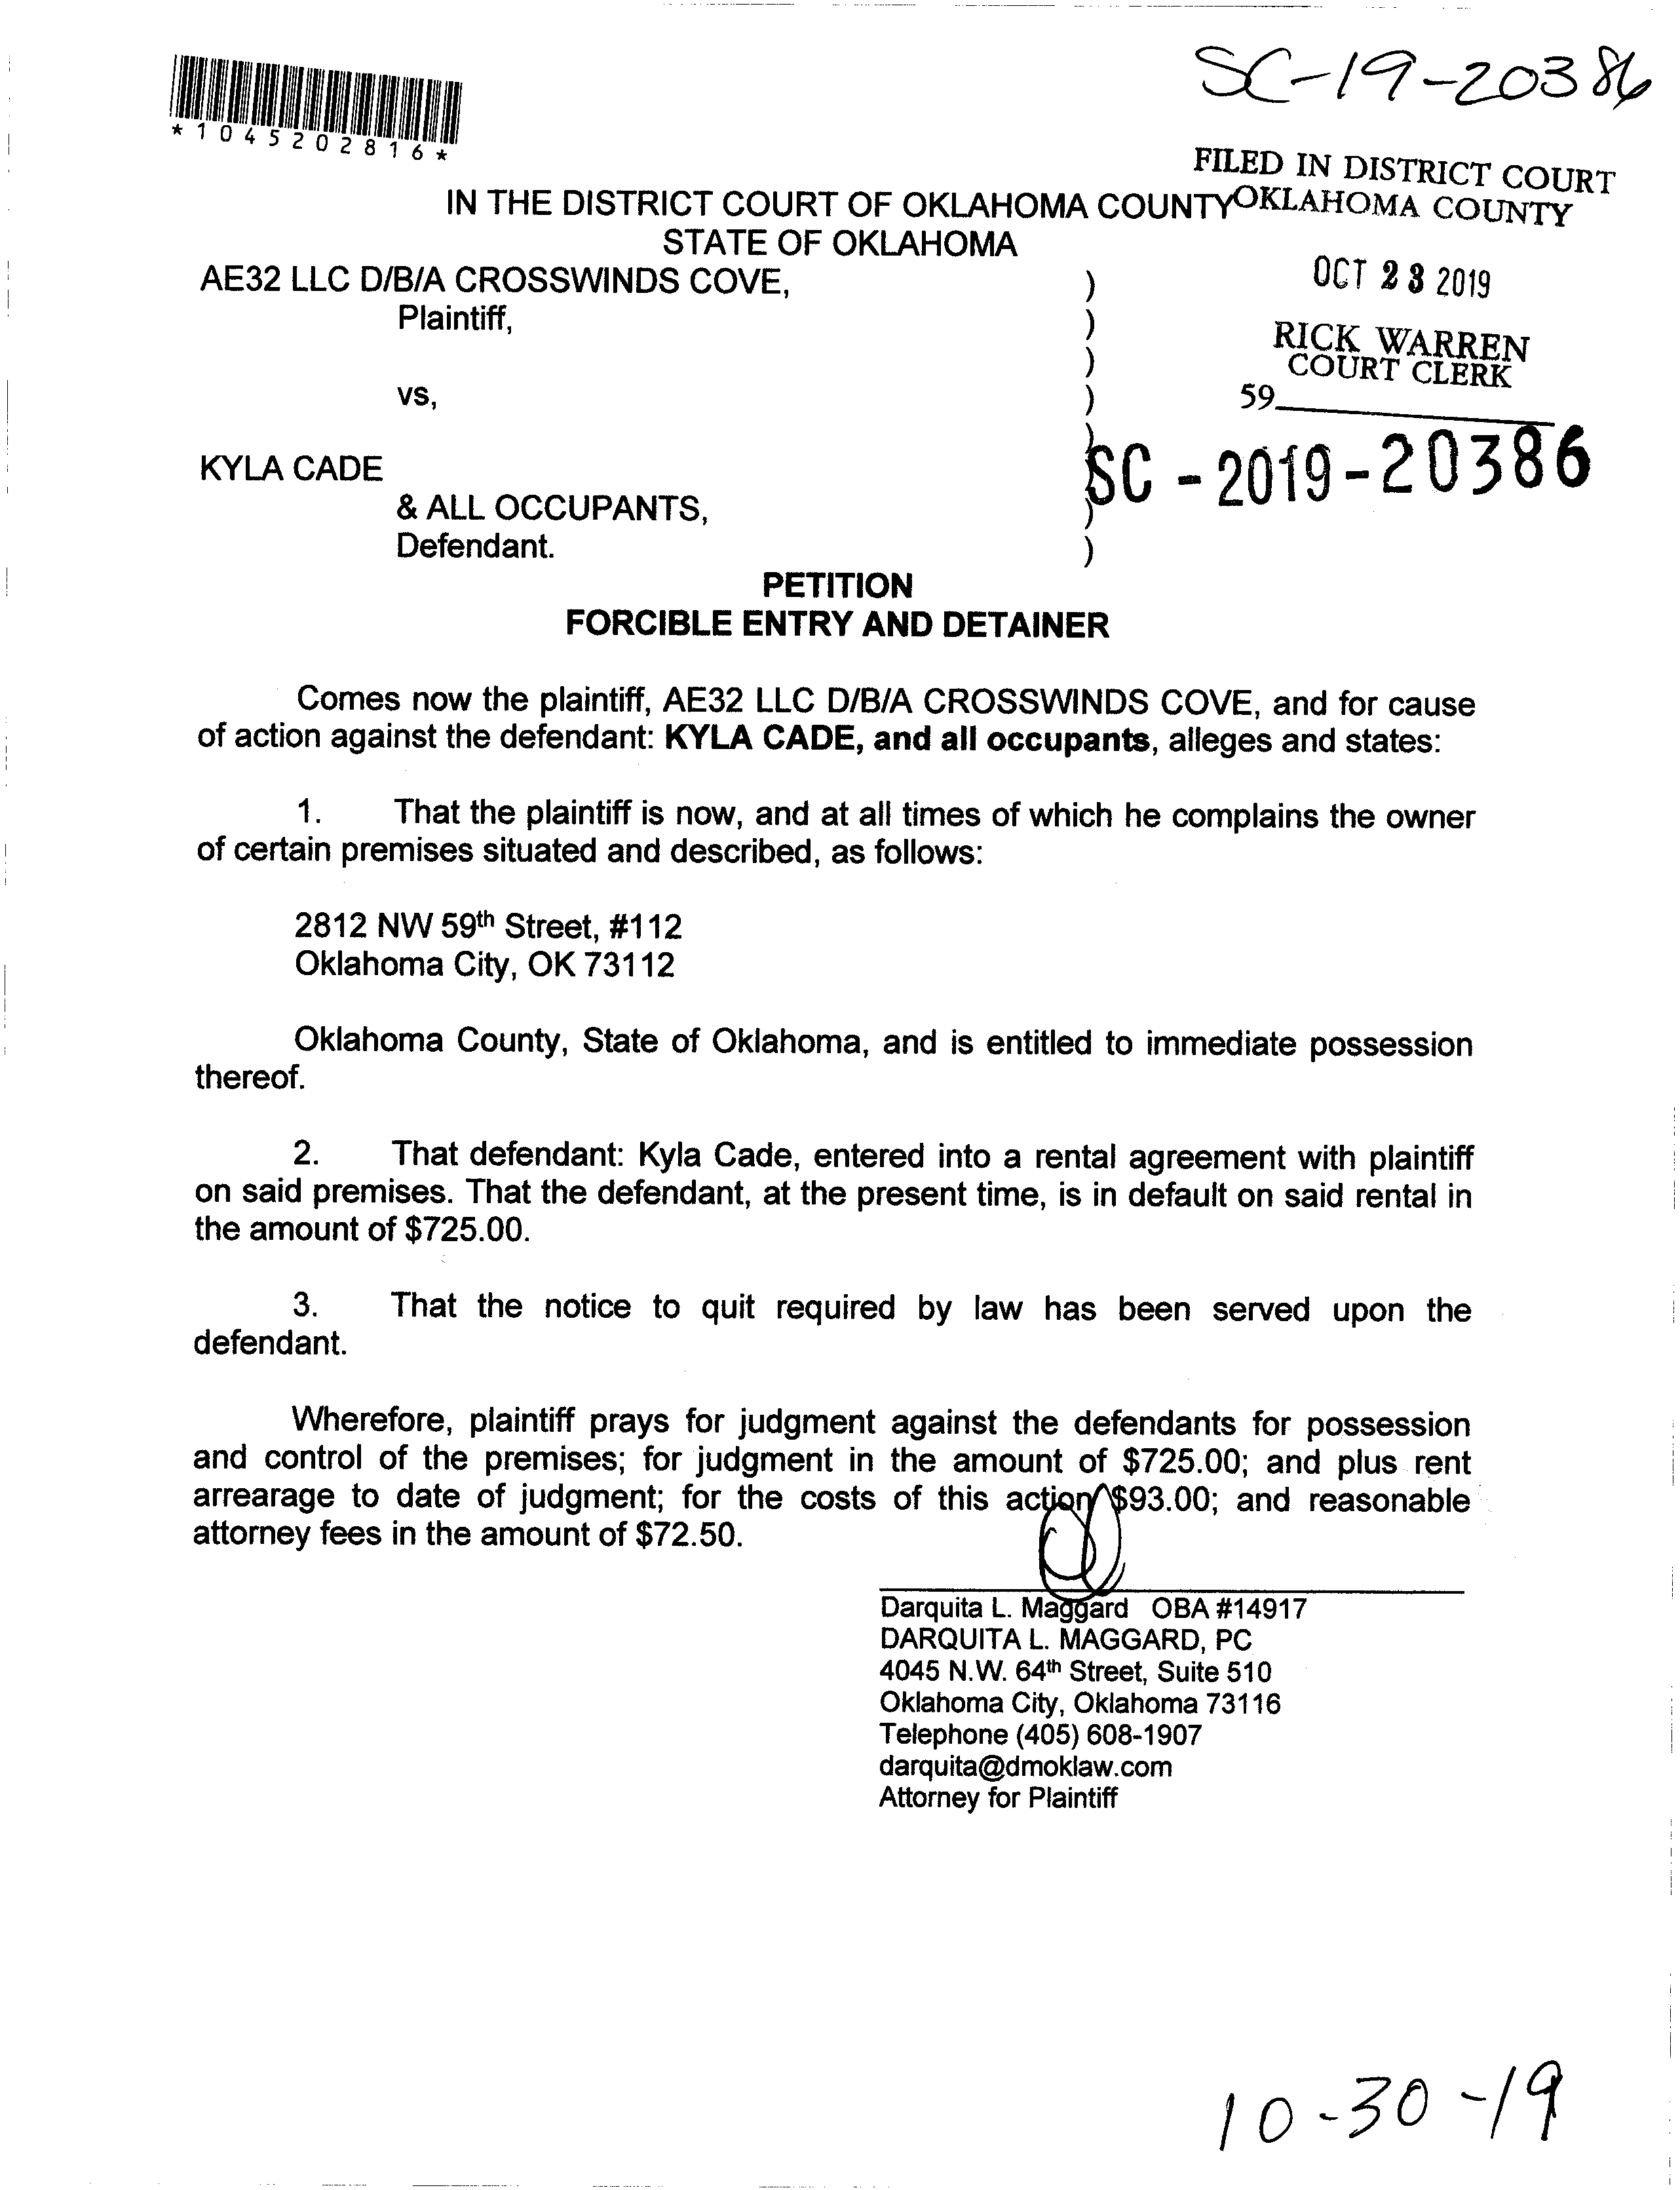 SC-19-20386
*1045202816*
FILED IN DISTRICT COURT
OKLAHOMA COUNTY
IN THE DISTRICT COURT OF OKLAHOMA COUNTY
STATE OF OKLAHOMA
OCT 23 2019
AE32 LLC D/B/A CROSSWINDS COVE, )
Plaintiff, )
)
RICK WARREN
COURT CLERK
vs, )
59
)
KYLA CADE )
SC - 2019 - 20386
& ALL OCCUPANTS, )
Defendant. )
PETITION
FORCIBLE ENTRY AND DETAINER
Comes now the plaintiff, AE32 LLC D/B/A CROSSWINDS COVE, and for cause
of action against the defendant: KYLA CADE, and all occupants, alleges and states:
1. That the plaintiff is now, and at all times of which he complains the owner
of certain premises situated and described, as follows:
2812 NW 59th Street, #112
Oklahoma City, OK 73112
Oklahoma County, State of Oklahoma, and is entitled to immediate possession
thereof.
2. That defendant: Kyla Cade, entered into a rental agreement with plaintiff
on said premises. That the defendant, at the present time, is in default on said rental in
the amount of $725.00.
3. That the notice to quit required by law has been served upon the
defendant.
Wherefore, plaintiff prays for judgment against the defendants for possession
and control of the premises; for judgment in the amount of $725.00; and plus rent
arrearage to date of judgment; for the costs of this action $93.00; and reasonable
attorney fees in the amount of $72.50.
Darquita L. Maggard OBA #14917
DARQUITA L. MAGGARD, PC
4045 N.W. 64th Street, Suite 510
Oklahoma City, Oklahoma 73116
Telephone (405) 608-1907
darquita@dmoklaw.com
Attorney for Plaintiff
10-30-19